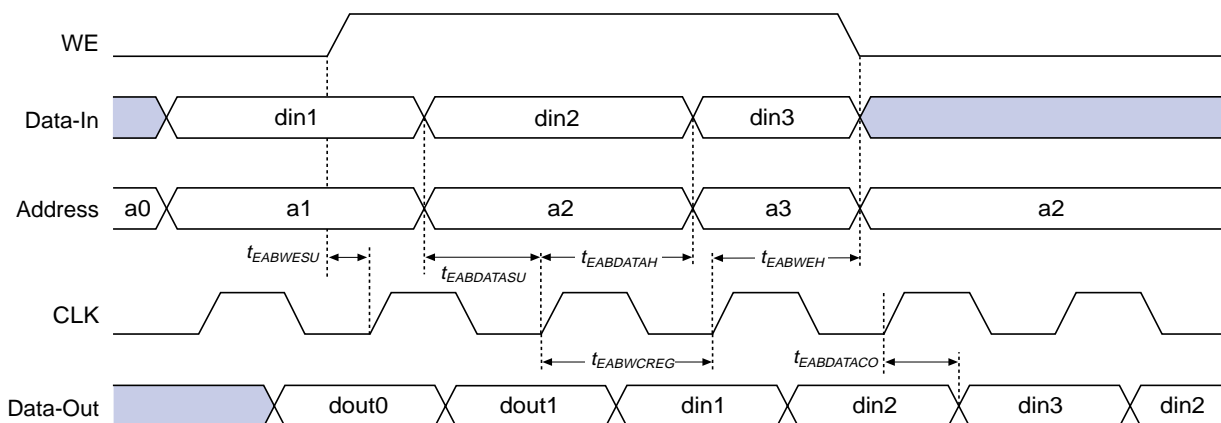 WE
Data-In din1 din2 din3
Address a0 a1 a2 a3 a2
tEABWESU tEABDATASU tEABDATAH tEABWEH
CLK
tEABWCREG tEABDATACO
Data-Out dout0 dout1 din1 din2 din3 din2